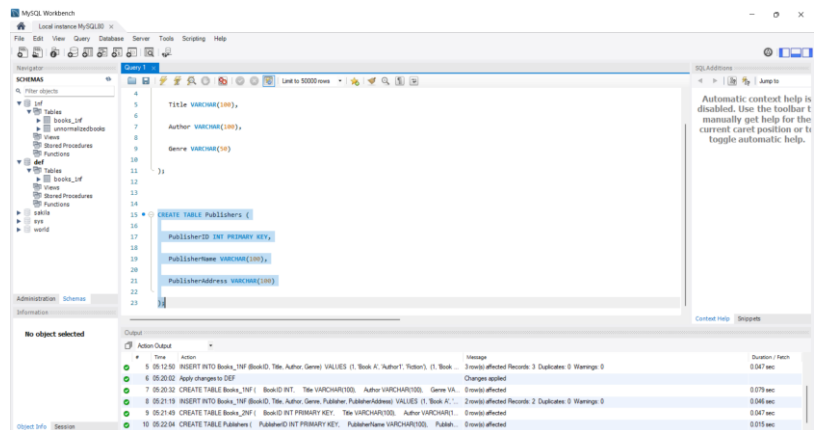 MySQL Workbench
Local instance MySQL80 ×
File Edit View Query Database Server Tools Scripting Help
Navigator
SCHEMAS
Filter objects
1nf
Tables
books_1nf
unnormalizedbooks
Views
Stored Procedures
Functions
def
Tables
books_1nf
Views
Stored Procedures
Functions
sakila
sys
world
Administration Schemas
Information
No object selected
Object Info Session
Query 1 ×
Limit to 50000 rows
4
5 Title VARCHAR(100),
6
7 Author VARCHAR(100),
8
9 Genre VARCHAR(50)
10
11 );
12
13
14
15 CREATE TABLE Publishers (
16
17 PublisherID INT PRIMARY KEY,
18
19 PublisherName VARCHAR(100),
20
21 PublisherAddress VARCHAR(100)
22
23 );
SQL Additions
Jump to
Automatic context help is
disabled. Use the toolbar t
manually get help for the
current caret position or to
toggle automatic help.
Context Help Snippets
Output
Action Output
# Time Action Message Duration / Fetch
5 05:12:50 INSERT INTO Books_1NF (BookID, Title, Author, Genre) VALUES (1, 'Book A', 'Author1', 'Fiction'), (1, 'Book ... 3 row(s) affected Records: 3 Duplicates: 0 Warnings: 0 0.047 sec
6 05:20:02 Apply changes to DEF Changes applied
7 05:20:32 CREATE TABLE Books_1NF ( BookID INT, Title VARCHAR(100), Author VARCHAR(100), Genre VA... 0 row(s) affected 0.079 sec
8 05:21:19 INSERT INTO Books_1NF (BookID, Title, Author, Genre, Publisher, PublisherAddress) VALUES (1, 'Book A', '... 2 row(s) affected Records: 2 Duplicates: 0 Warnings: 0 0.046 sec
9 05:21:49 CREATE TABLE Books_2NF ( BookID INT PRIMARY KEY, Title VARCHAR(100), Author VARCHAR(1... 0 row(s) affected 0.047 sec
10 05:22:04 CREATE TABLE Publishers ( PublisherID INT PRIMARY KEY, PublisherName VARCHAR(100), Publish... 0 row(s) affected 0.015 sec